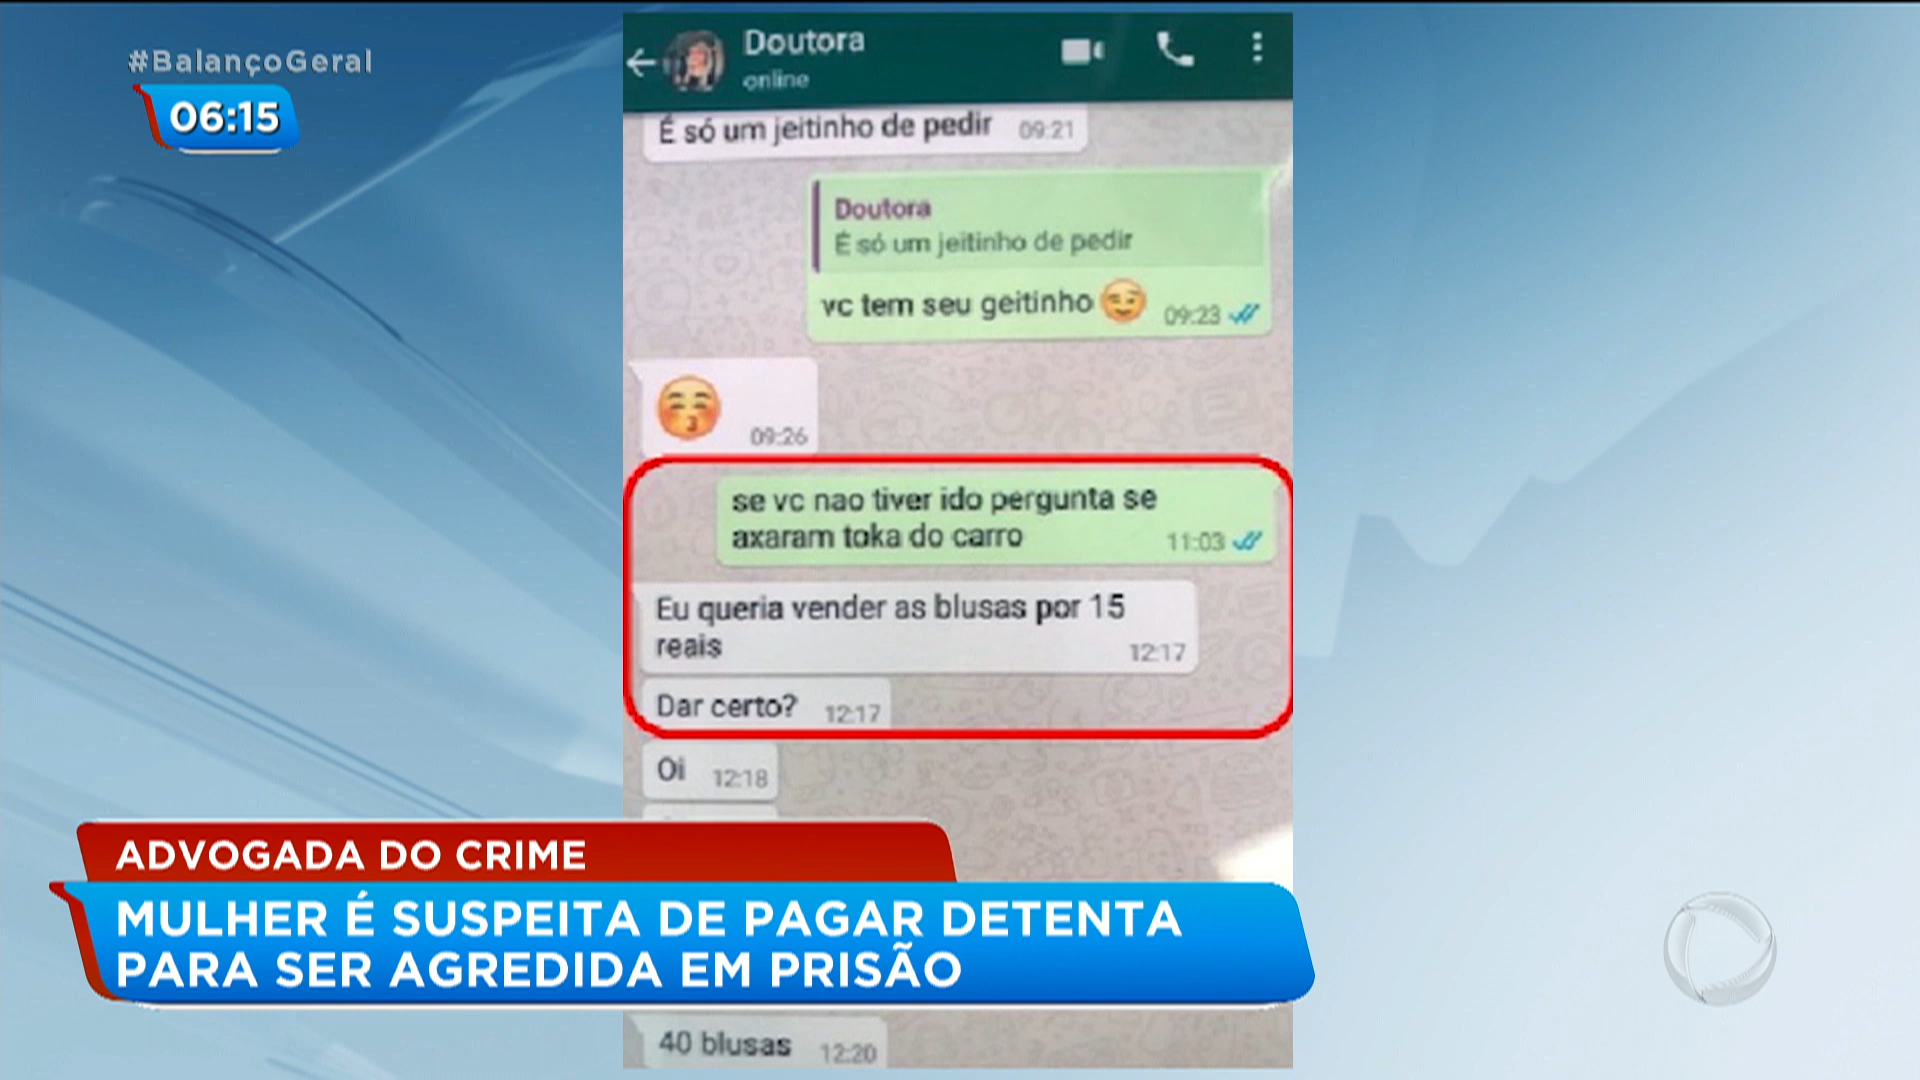 #BalançoGeral
06:15
Doutora
online
É só um jeitinho de pedir 09:21
Doutora
É só um jeitinho de pedir
vc tem seu geitinho 09:23
09:26
se vc nao tiver ido pergunta se
axaram toka do carro 11:03
Eu queria vender as blusas por 15
reais 12:17
Dar certo? 12:17
Oi 12:18
ADVOGADA DO CRIME
MULHER É SUSPEITA DE PAGAR DETENTA
PARA SER AGREDIDA EM PRISÃO
40 blusas 12:20